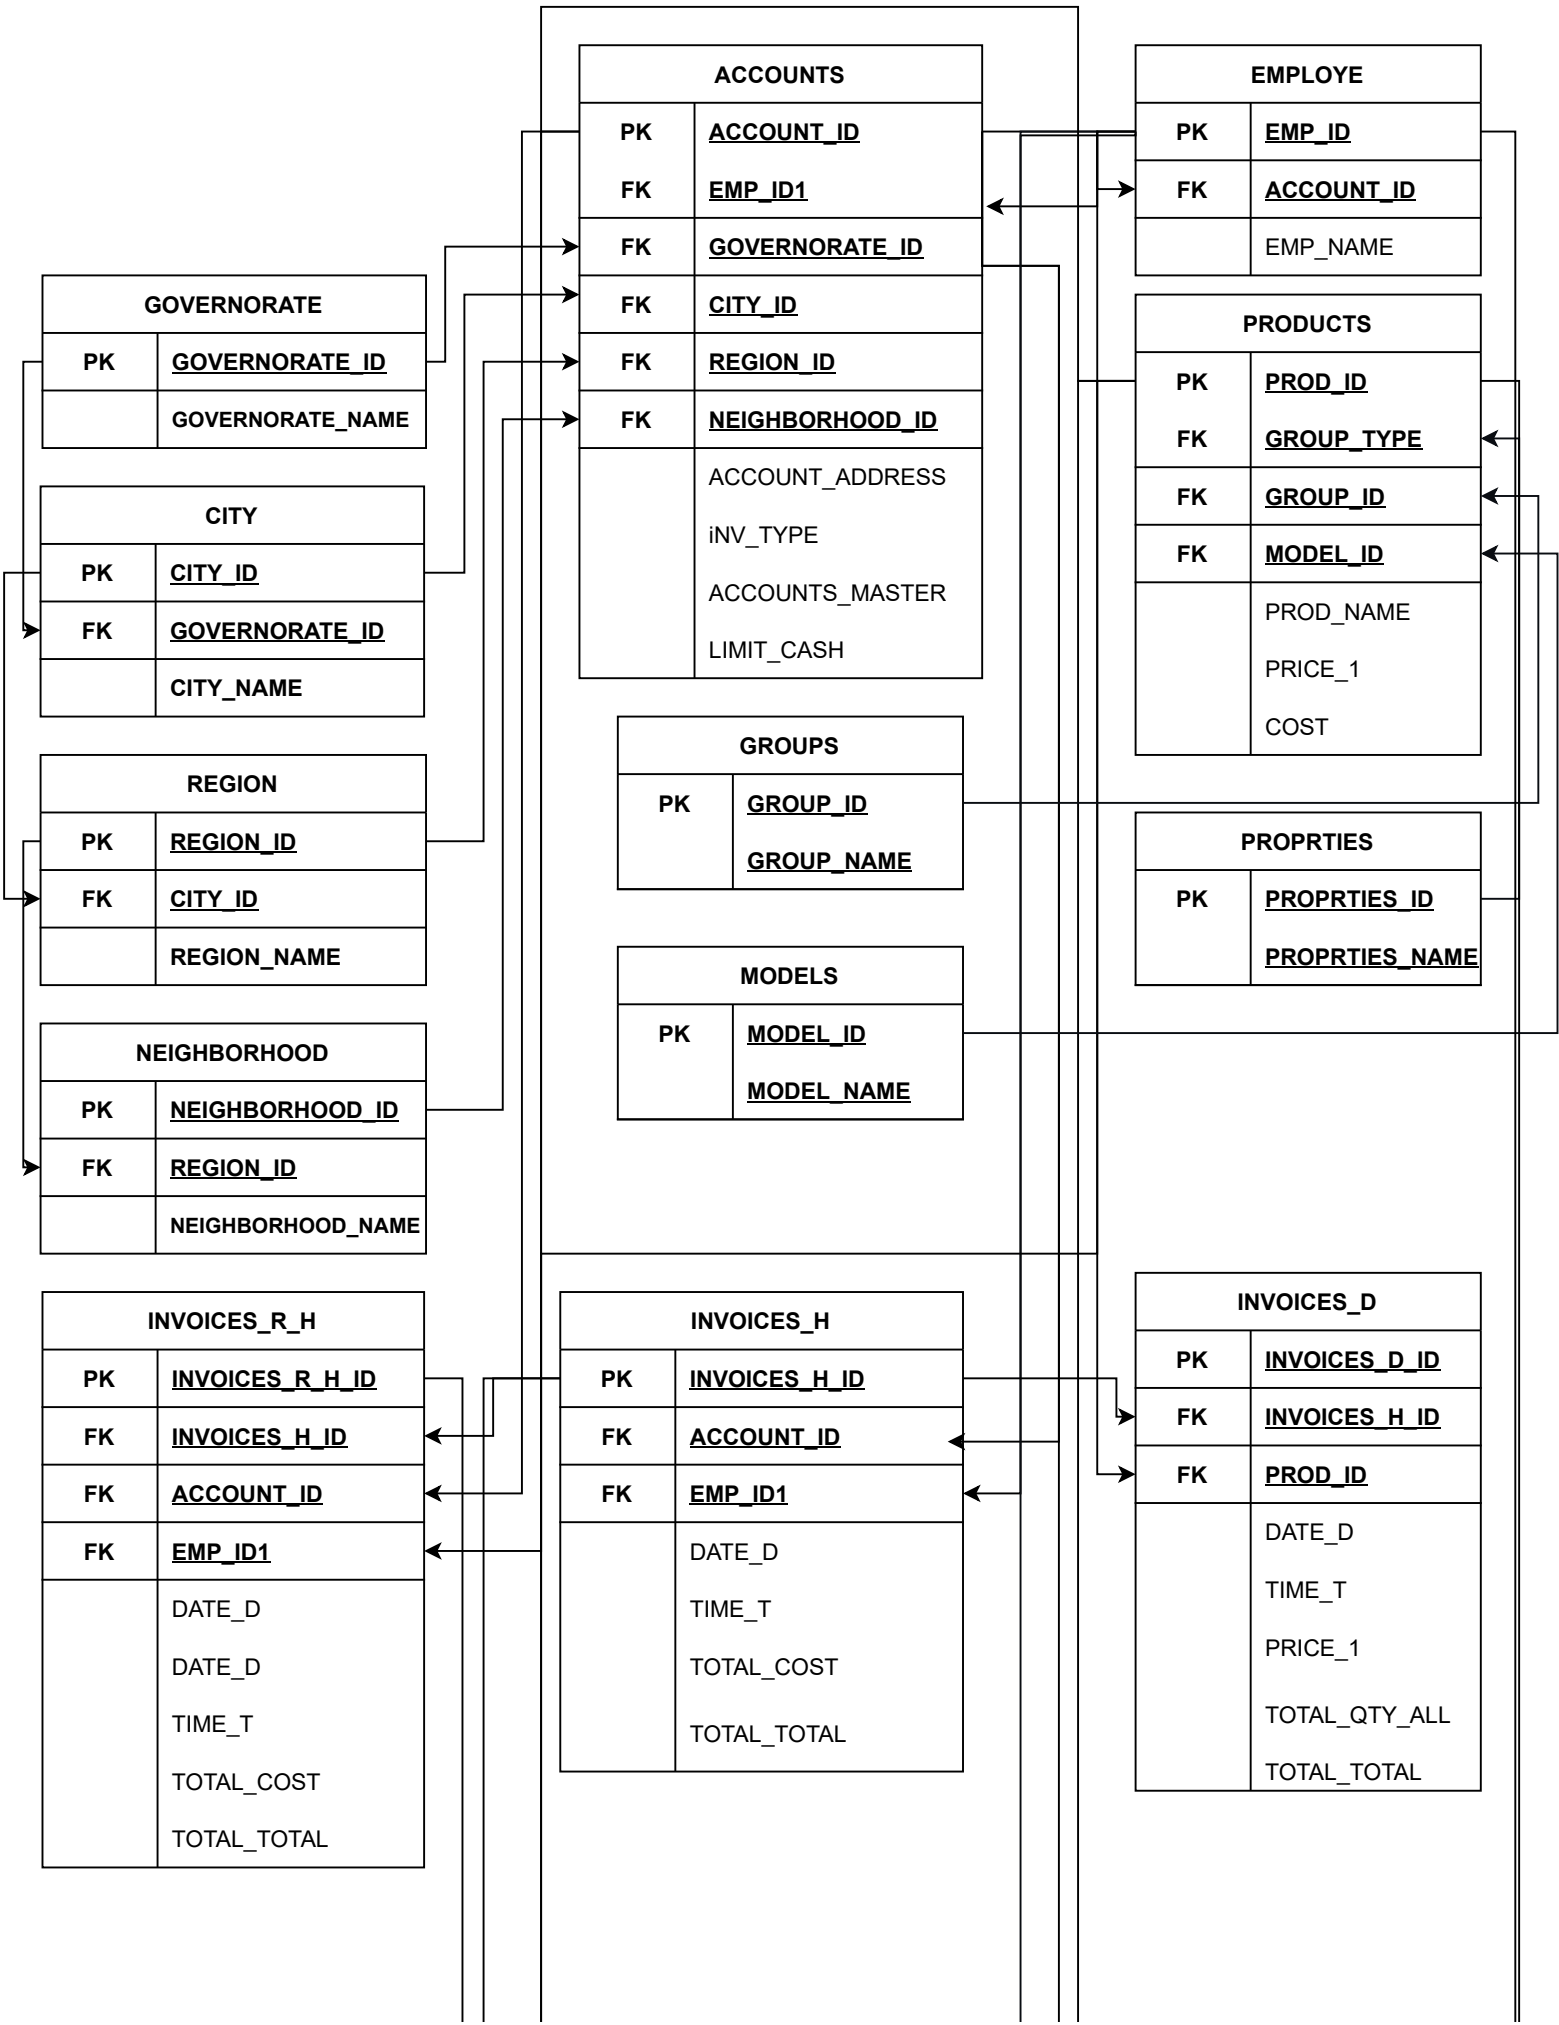 ACCOUNTS
PK ACCOUNT_ID
FK EMP_ID1
FK GOVERNORATE_ID
FK CITY_ID
FK REGION_ID
FK NEIGHBORHOOD_ID
ACCOUNT_ADDRESS
iNV_TYPE
ACCOUNTS_MASTER
LIMIT_CASH
EMPLOYE
PK EMP_ID
FK ACCOUNT_ID
EMP_NAME
GOVERNORATE
PK GOVERNORATE_ID
GOVERNORATE_NAME
PRODUCTS
PK PROD_ID
FK GROUP_TYPE
FK GROUP_ID
FK MODEL_ID
PROD_NAME
PRICE_1
COST
CITY
PK CITY_ID
FK GOVERNORATE_ID
CITY_NAME
GROUPS
PK GROUP_ID
GROUP_NAME
REGION
PK REGION_ID
FK CITY_ID
REGION_NAME
PROPRTIES
PK PROPRTIES_ID
PROPRTIES_NAME
MODELS
PK MODEL_ID
MODEL_NAME
NEIGHBORHOOD
PK NEIGHBORHOOD_ID
FK REGION_ID
NEIGHBORHOOD_NAME
INVOICES_R_H
PK INVOICES_R_H_ID
FK INVOICES_H_ID
FK ACCOUNT_ID
FK EMP_ID1
DATE_D
DATE_D
TIME_T
TOTAL_COST
TOTAL_TOTAL
INVOICES_H
PK INVOICES_H_ID
FK ACCOUNT_ID
FK EMP_ID1
DATE_D
TIME_T
TOTAL_COST
TOTAL_TOTAL
INVOICES_D
PK INVOICES_D_ID
FK INVOICES_H_ID
FK PROD_ID
DATE_D
TIME_T
PRICE_1
TOTAL_QTY_ALL
TOTAL_TOTAL